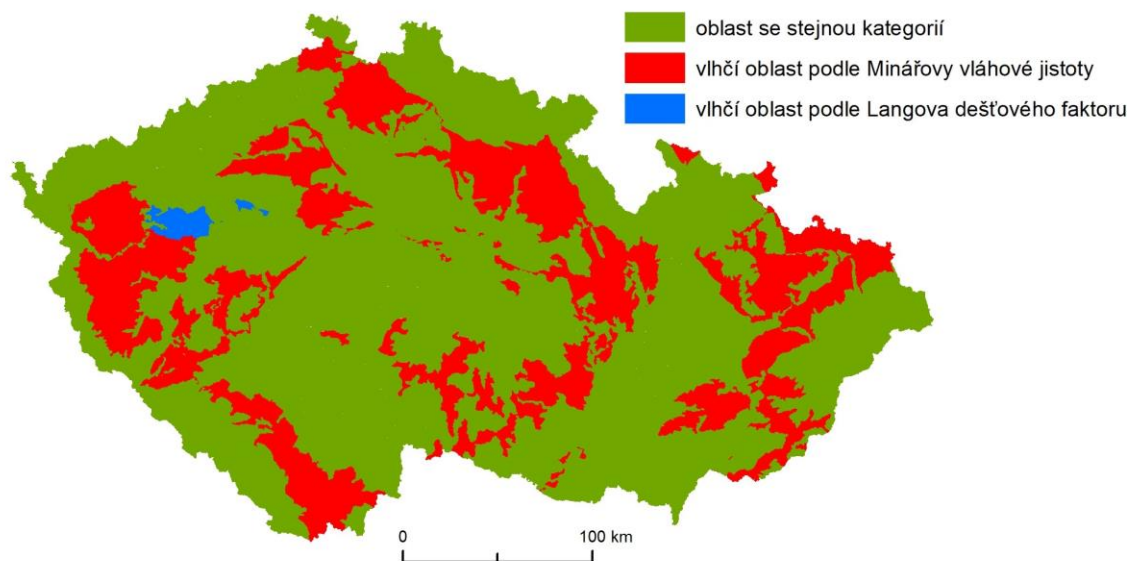 oblast se stejnou kategorií
vlhčí oblast podle Minářovy vláhové jistoty
vlhčí oblast podle Langova dešťového faktoru
0 100 km